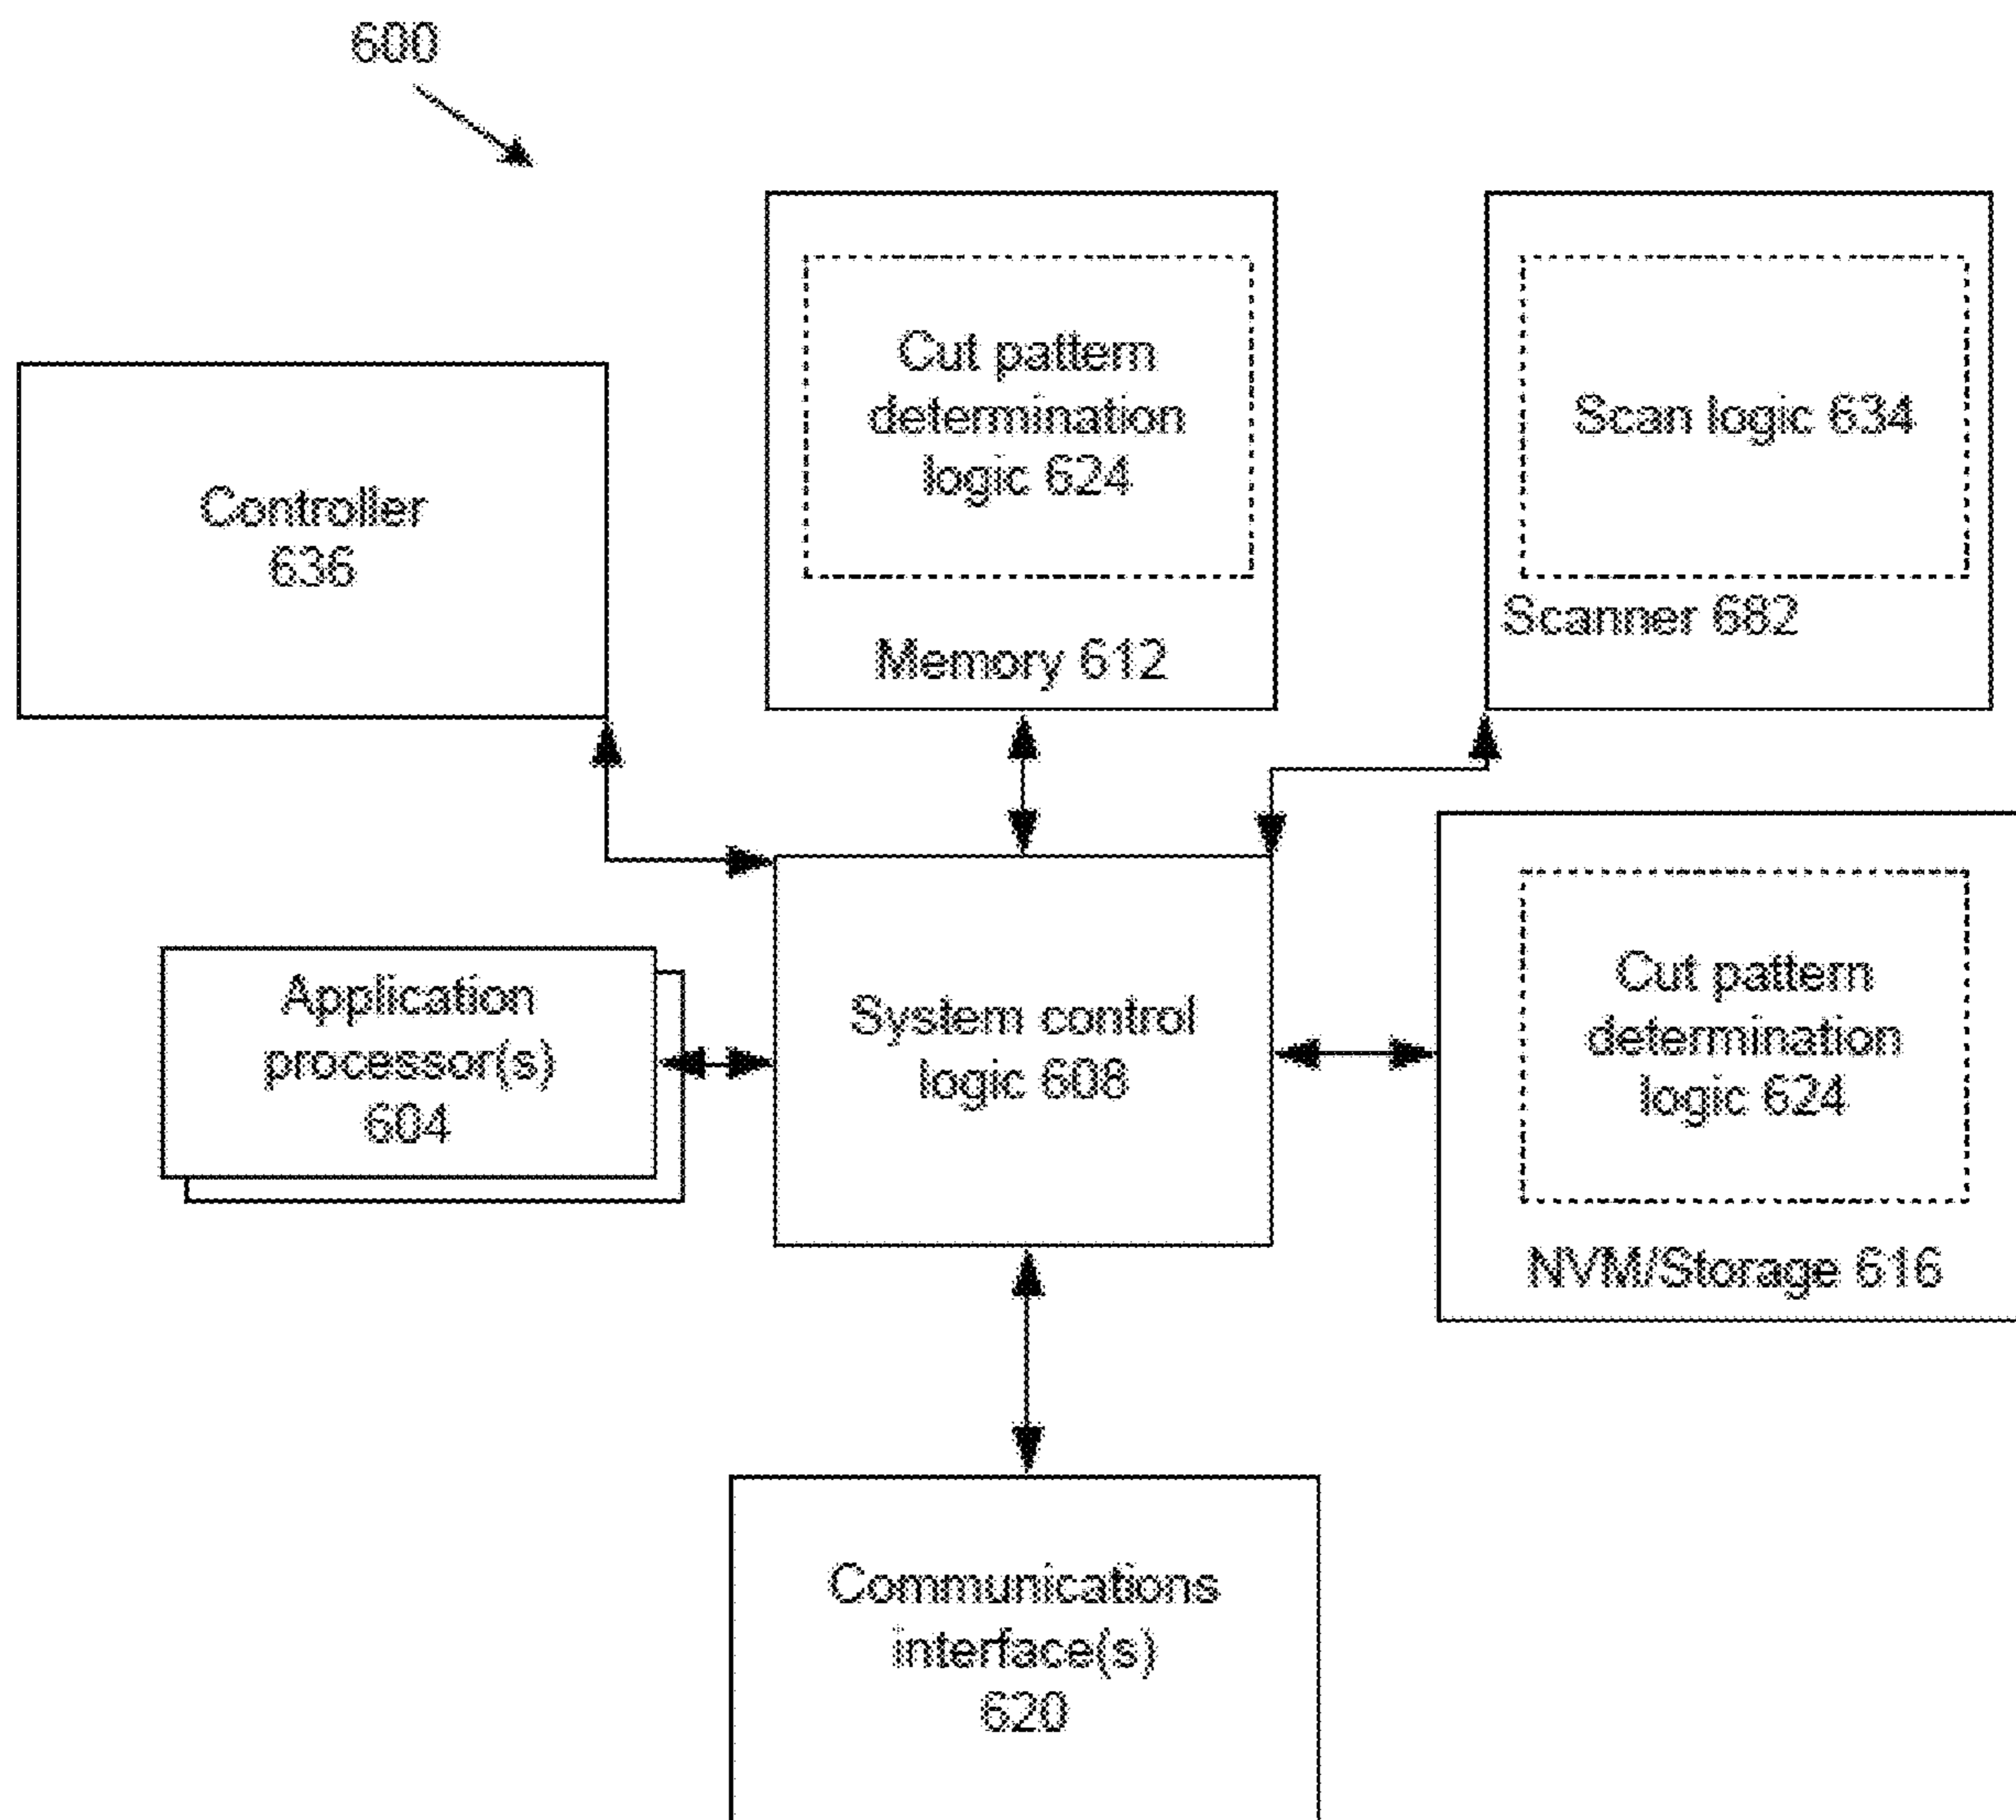 600
Cut pattern
determination
logic 624
Memory 612
Scan logic 634
Scanner 682
Controller
636
Application
processor(s)
604
System control
logic 608
Cut pattern
determination
logic 624
NVM/Storage 616
Communications
interface(s)
620